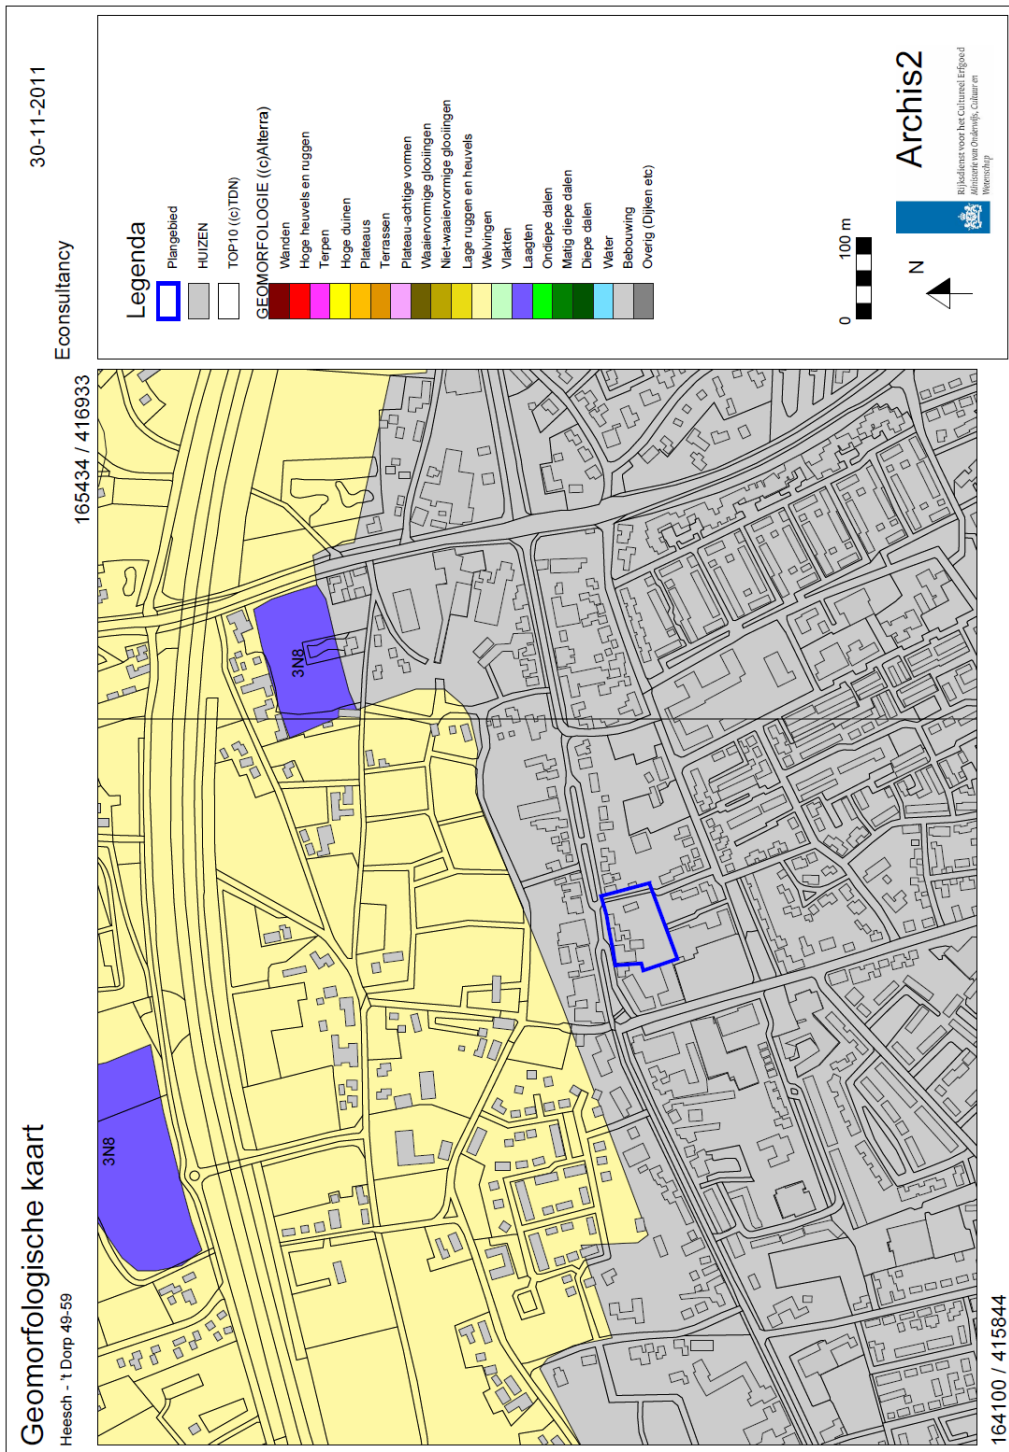 Geomorfologische kaart
Heesch - 't Dorp 49-59
30-11-2011
Econsultancy
165434 / 416933
164100 / 415844
3N8
3N8
Legenda
Plangebied
HUIZEN
TOP10 ((c)TDN)
GEOMORFOLOGIE ((c)Alterra)
Wanden
Hoge heuvels en ruggen
Terpen
Hoge duinen
Plateaus
Terrassen
Plateau-achtige vormen
Waaiervormige glooiingen
Niet-waaiervormige glooiingen
Lage ruggen en heuvels
Welvingen
Vlakten
Laagten
Ondiepe dalen
Matig diepe dalen
Diepe dalen
Water
Bebouwing
Overig (Dijken etc)
0
100 m
N
Archis2
Rijksdienst voor het Cultureel Erfgoed
Ministerie van Onderwijs, Cultuur en
Wetenschap